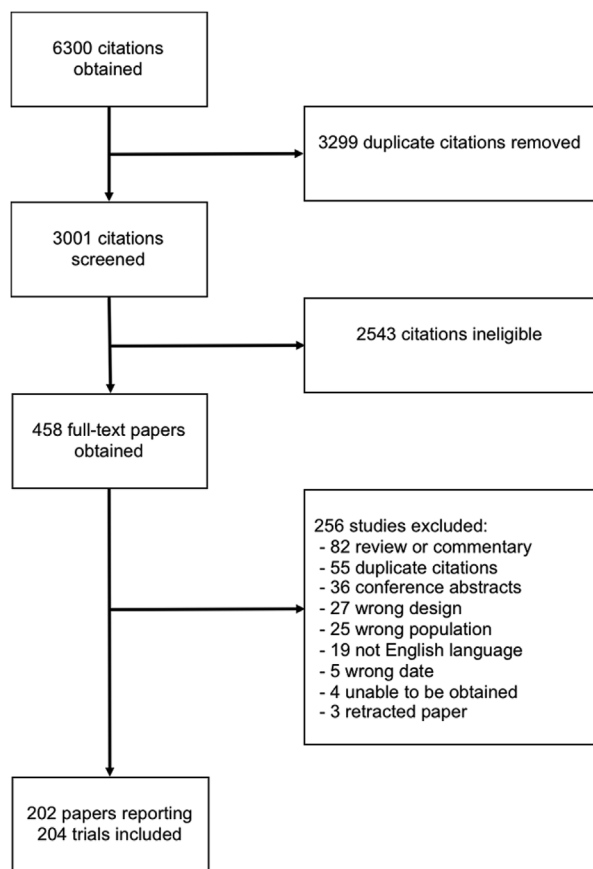 6300 citations
obtained
3299 duplicate citations removed
3001 citations
screened
2543 citations ineligible
458 full-text papers
obtained
256 studies excluded:
- 82 review or commentary
- 55 duplicate citations
- 36 conference abstracts
- 27 wrong design
- 25 wrong population
- 19 not English language
- 5 wrong date
- 4 unable to be obtained
- 3 retracted paper
202 papers reporting
204 trials included